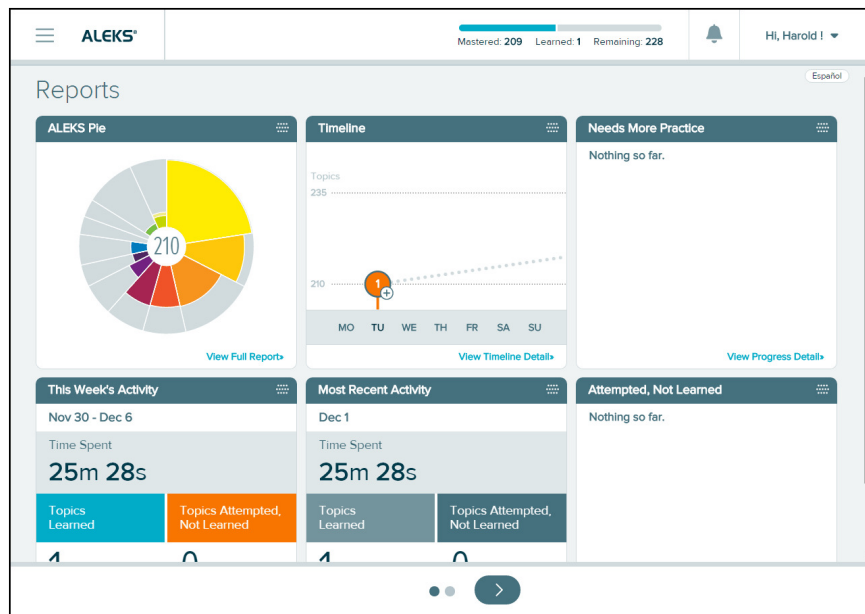 ALEKS®
Mastered: 209 Learned: 1 Remaining: 228
Hi, Harold !
Español
Reports
ALEKS Pie
210
View Full Report»
Timeline
Topics
235
210
1
+
MO TU WE TH FR SA SU
View Timeline Detail»
Needs More Practice
Nothing so far.
View Progress Detail»
This Week's Activity
Nov 30 - Dec 6
Time Spent
25m 28s
Topics
Learned
Topics Attempted,
Not Learned
1 0
Most Recent Activity
Dec 1
Time Spent
25m 28s
Topics
Learned
Topics Attempted,
Not Learned
1 0
Attempted, Not Learned
Nothing so far.